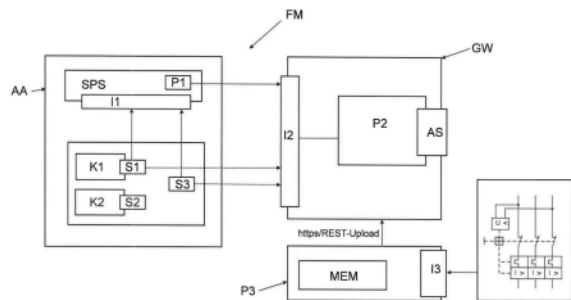 FM
GW
AA
SPS
P1
I1
K1
S1
S3
K2
S2
I2
P2
AS
https/REST-Upload
MEM
I3
P3